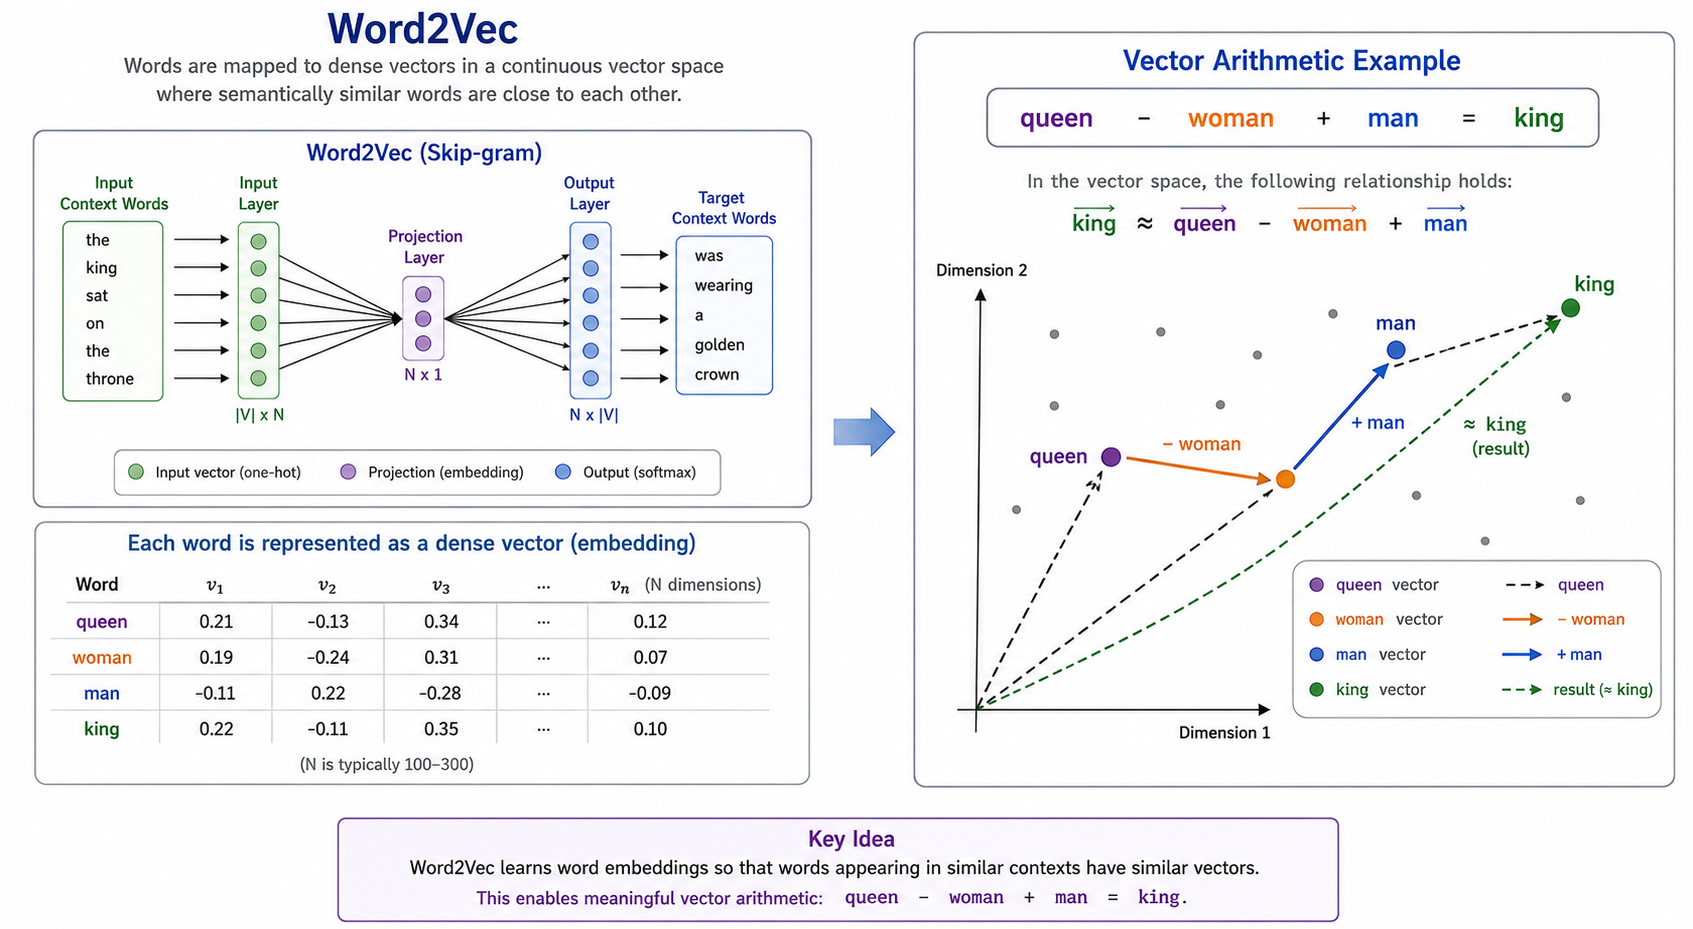 Word2Vec
Words are mapped to dense vectors in a continuous vector space
where semantically similar words are close to each other.
Word2Vec (Skip-gram)
Input
Context Words
Input
Layer
Projection
Layer
Output
Layer
Target
Context Words
the
king
sat
on
the
throne
|V| x N
N x 1
N x |V|
was
wearing
a
golden
crown
Input vector (one-hot)
Projection (embedding)
Output (softmax)
Each word is represented as a dense vector (embedding)
Word v₁ v₂ v₃ ... vₙ (N dimensions)
queen 0.21 -0.13 0.34 ... 0.12
woman 0.19 -0.24 0.31 ... 0.07
man -0.11 0.22 -0.28 ... -0.09
king 0.22 -0.11 0.35 ... 0.10
(N is typically 100–300)
Vector Arithmetic Example
queen - woman + man = king
In the vector space, the following relationship holds:
king ≈ queen - woman + man
Dimension 2
king
man
+ man
≈ king
(result)
- woman
queen
Dimension 1
queen vector
woman vector
man vector
king vector
queen
- woman
+ man
result (≈ king)
Key Idea
Word2Vec learns word embeddings so that words appearing in similar contexts have similar vectors.
This enables meaningful vector arithmetic: queen - woman + man = king.